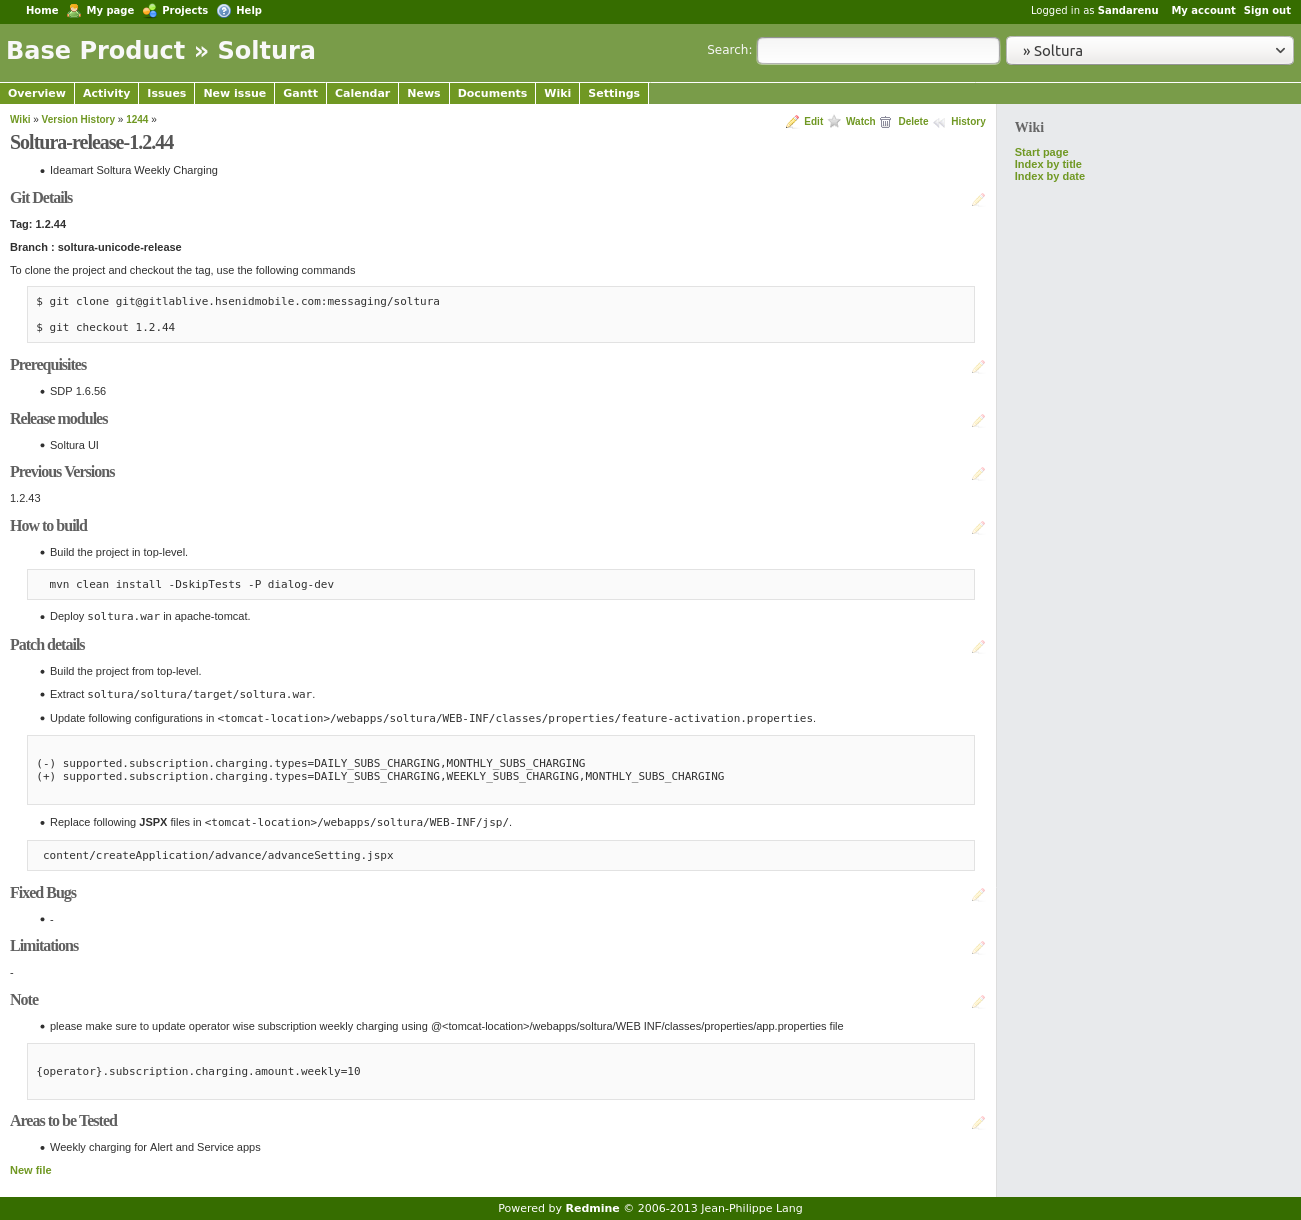 Home My page Projects Help Logged in as Sandarenu My account Sign out
Base Product » Soltura Search: » Soltura
Overview Activity Issues New issue Gantt Calendar News Documents Wiki Settings
Wiki » Version History » 1244 » Edit Watch Delete History
Soltura-release-1.2.44
• Ideamart Soltura Weekly Charging
Git Details
Tag: 1.2.44
Branch : soltura-unicode-release
To clone the project and checkout the tag, use the following commands
$ git clone git@gitlablive.hsenidmobile.com:messaging/soltura
$ git checkout 1.2.44
Prerequisites
• SDP 1.6.56
Release modules
• Soltura UI
Previous Versions
1.2.43
How to build
• Build the project in top-level.
mvn clean install -DskipTests -P dialog-dev
• Deploy soltura.war in apache-tomcat.
Patch details
• Build the project from top-level.
• Extract soltura/soltura/target/soltura.war.
• Update following configurations in <tomcat-location>/webapps/soltura/WEB-INF/classes/properties/feature-activation.properties.
(-) supported.subscription.charging.types=DAILY_SUBS_CHARGING,MONTHLY_SUBS_CHARGING
(+) supported.subscription.charging.types=DAILY_SUBS_CHARGING,WEEKLY_SUBS_CHARGING,MONTHLY_SUBS_CHARGING
• Replace following JSPX files in <tomcat-location>/webapps/soltura/WEB-INF/jsp/.
content/createApplication/advance/advanceSetting.jspx
Fixed Bugs
• -
Limitations
-
Note
• please make sure to update operator wise subscription weekly charging using @<tomcat-location>/webapps/soltura/WEB INF/classes/properties/app.properties file
{operator}.subscription.charging.amount.weekly=10
Areas to be Tested
• Weekly charging for Alert and Service apps
New file
Wiki
Start page
Index by title
Index by date
Powered by Redmine © 2006-2013 Jean-Philippe Lang